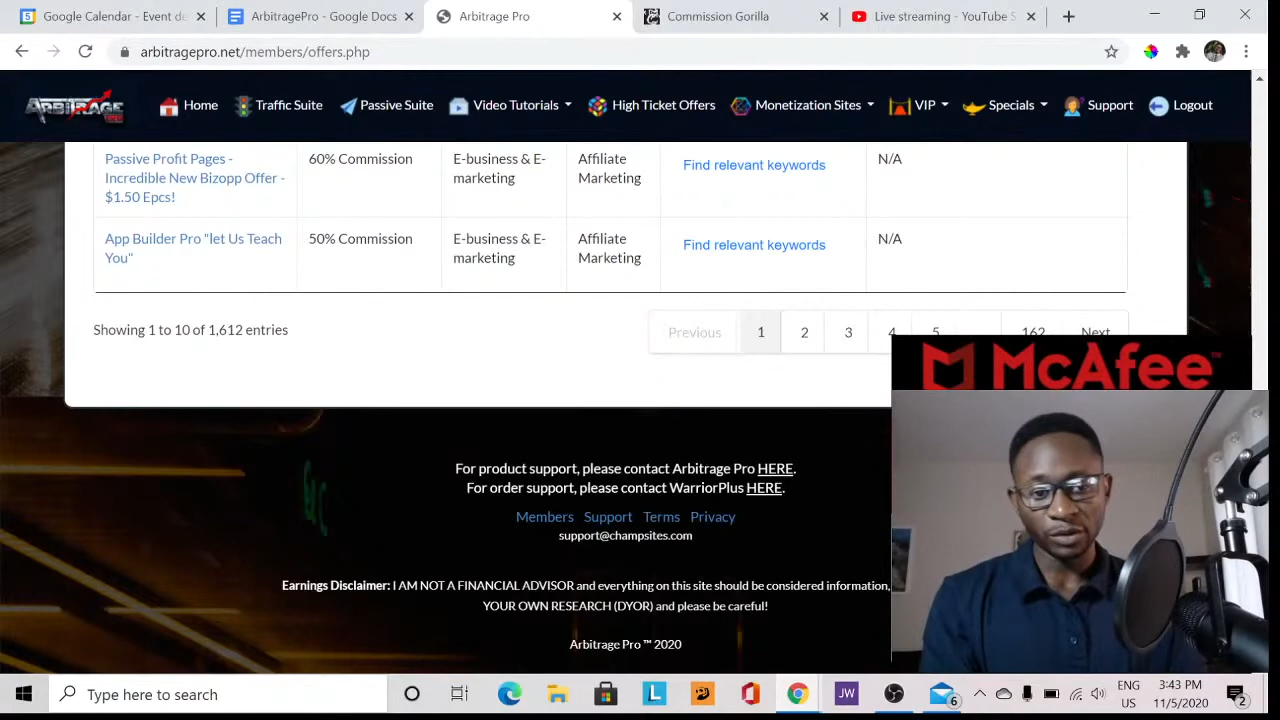 Google Calendar - Event de
ArbitragePro - Google Docs
Arbitrage Pro
Commission Gorilla
Live streaming - YouTube S
arbitragepro.net/members/offers.php
ARBITRAGE
Home
Traffic Suite
Passive Suite
Video Tutorials
High Ticket Offers
Monetization Sites
VIP
Specials
Support
Logout
Passive Profit Pages -
Incredible New Bizopp Offer -
$1.50 Epcs!
60% Commission
E-business & E-
marketing
Affiliate
Marketing
Find relevant keywords
N/A
App Builder Pro "let Us Teach
You"
50% Commission
E-business & E-
marketing
Affiliate
Marketing
Find relevant keywords
N/A
Showing 1 to 10 of 1,612 entries
Previous 1 2 3 4 5 162 Next
McAfee™
For product support, please contact Arbitrage Pro HERE.
For order support, please contact WarriorPlus HERE.
Members Support Terms Privacy
support@champsites.com
Earnings Disclaimer: I AM NOT A FINANCIAL ADVISOR and everything on this site should be considered information,
YOUR OWN RESEARCH (DYOR) and please be careful!
Arbitrage Pro ™ 2020
Type here to search
L
JW
6
ENG
US
3:43 PM
11/5/2020
2